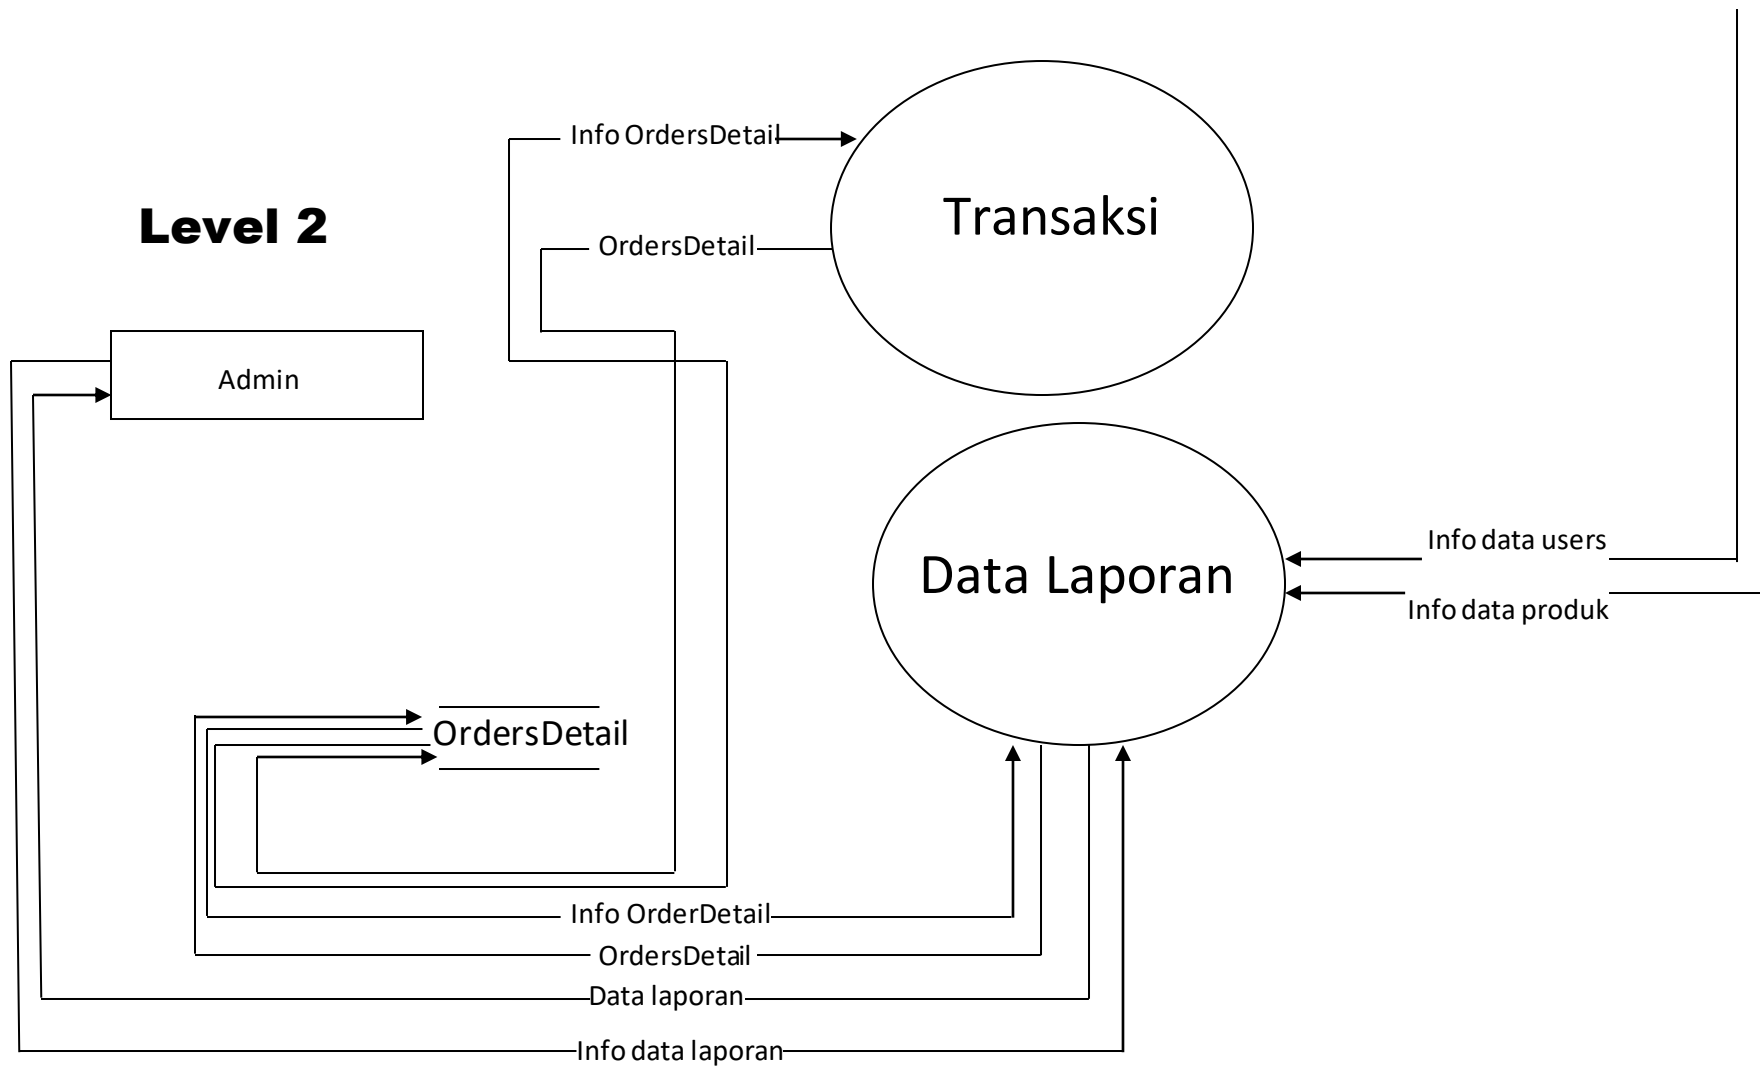 Info OrdersDetail
Transaksi
Level 2
OrdersDetail
Admin
Info data users
Data Laporan
Info data produk
OrdersDetail
Info OrderDetail
OrdersDetail
Data laporan
Info data laporan